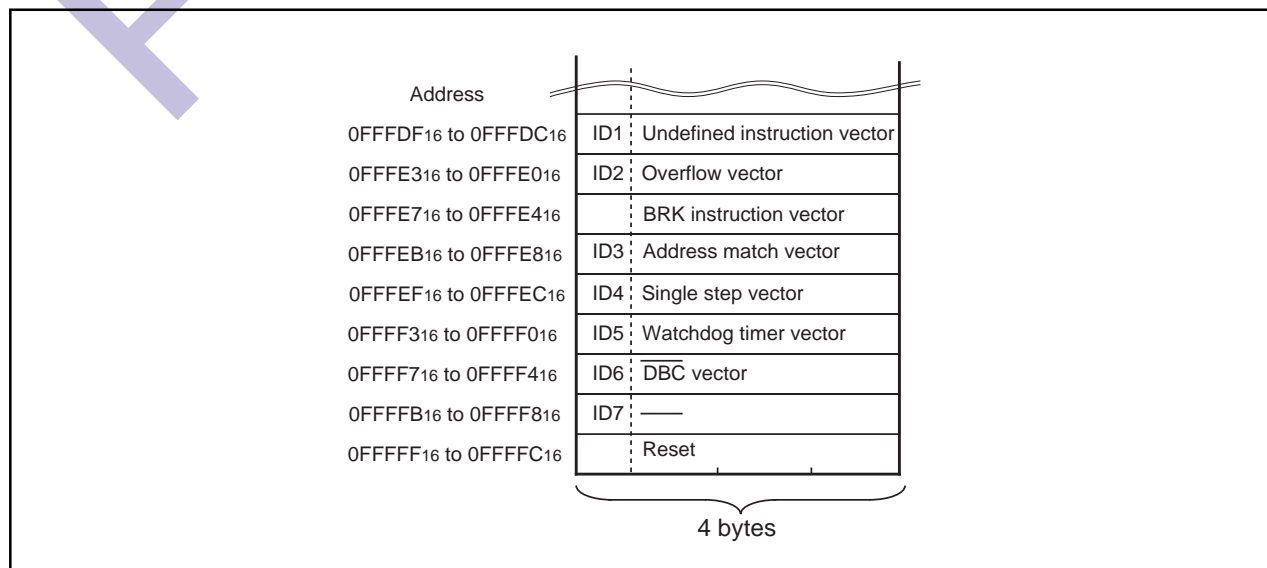 Address
0FFFDF16 to 0FFFDC16 ID1 Undefined instruction vector
0FFFE316 to 0FFFE016 ID2 Overflow vector
0FFFE716 to 0FFFE416 BRK instruction vector
0FFFEB16 to 0FFFE816 ID3 Address match vector
0FFFEF16 to 0FFFEC16 ID4 Single step vector
0FFFF316 to 0FFFF016 ID5 Watchdog timer vector
0FFFF716 to 0FFFF416 ID6 D̅B̅C̅ vector
0FFFFB16 to 0FFFF816 ID7 —
0FFFFF16 to 0FFFFC16 Reset
4 bytes